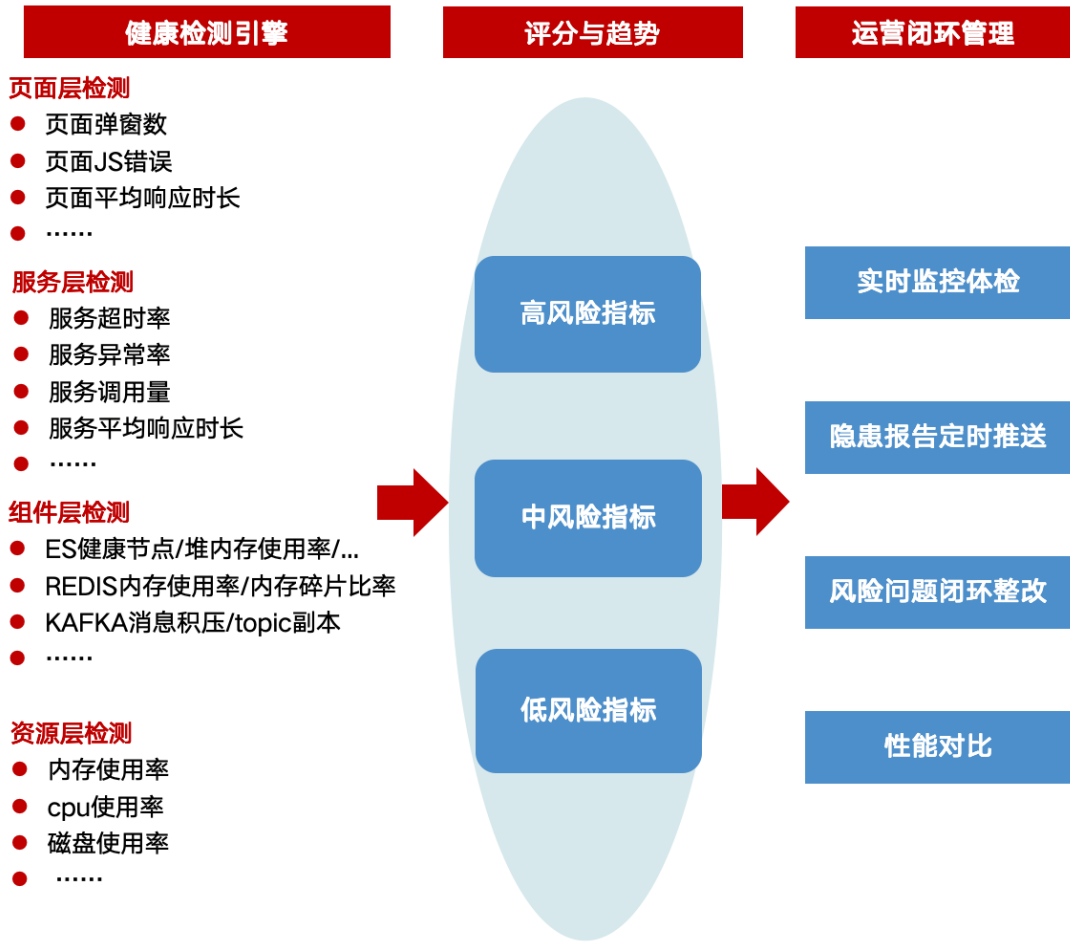 健康检测引擎
页面层检测
页面弹窗数
页面JS错误
页面平均响应时长
……
服务层检测
服务超时率
服务异常率
服务调用量
服务平均响应时长
……
组件层检测
ES健康节点/堆内存使用率/...
REDIS内存使用率/内存碎片比率
KAFKA消息积压/topic副本
……
资源层检测
内存使用率
cpu使用率
磁盘使用率
……
评分与趋势
高风险指标
中风险指标
低风险指标
运营闭环管理
实时监控体检
隐患报告定时推送
风险问题闭环整改
性能对比